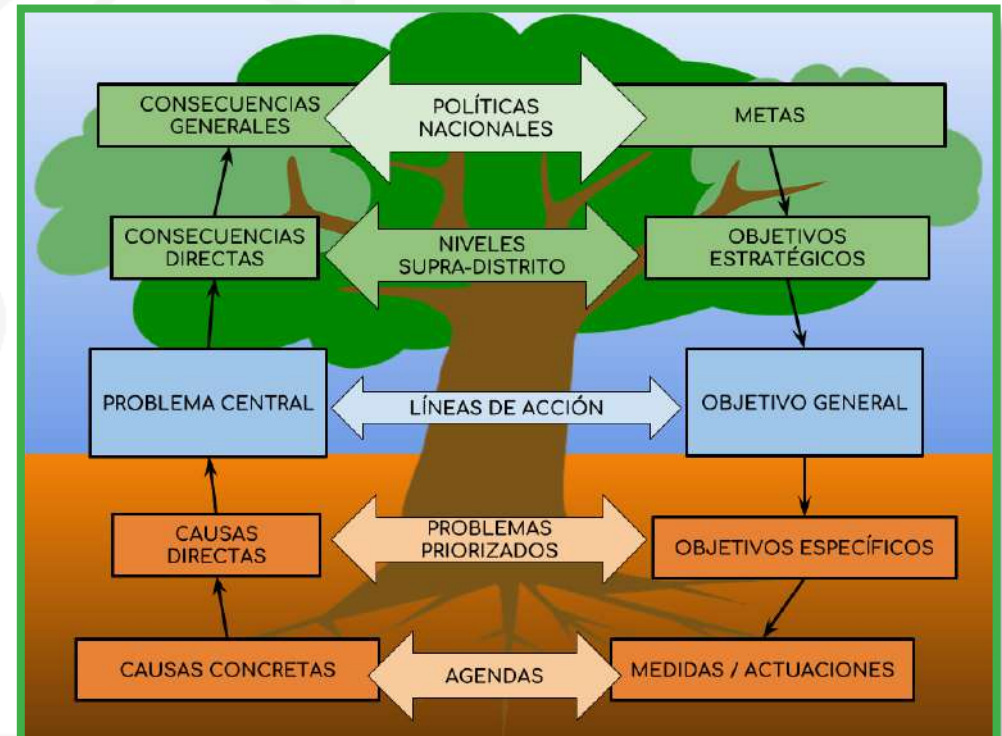 CONSECUENCIAS
GENERALES
POLÍTICAS
NACIONALES
METAS
CONSECUENCIAS
DIRECTAS
NIVELES
SUPRA-DISTRITO
OBJETIVOS
ESTRATÉGICOS
PROBLEMA CENTRAL
LÍNEAS DE ACCIÓN
OBJETIVO GENERAL
CAUSAS
DIRECTAS
PROBLEMAS
PRIORIZADOS
OBJETIVOS ESPECÍFICOS
CAUSAS CONCRETAS
AGENDAS
MEDIDAS / ACTUACIONES